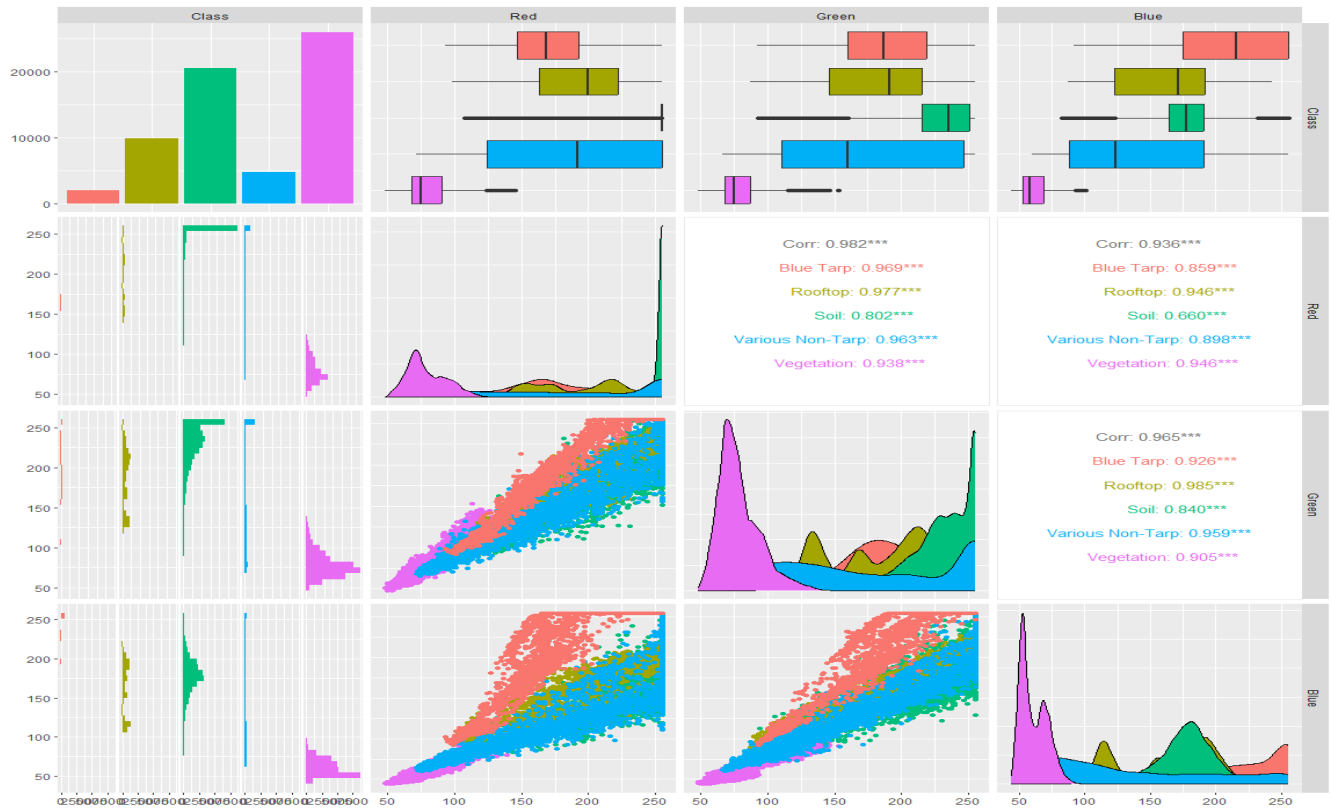 Class
Red
Green
Blue
20000
10000
0
Class
250
200
150
100
50
Corr: 0.982***
Blue Tarp: 0.969***
Rooftop: 0.977***
Soil: 0.802***
Various Non-Tarp: 0.963***
Vegetation: 0.938***
Corr: 0.936***
Blue Tarp: 0.859***
Rooftop: 0.946***
Soil: 0.660***
Various Non-Tarp: 0.898***
Vegetation: 0.946***
Red
250
200
150
100
50
Corr: 0.965***
Blue Tarp: 0.926***
Rooftop: 0.985***
Soil: 0.840***
Various Non-Tarp: 0.959***
Vegetation: 0.905***
Green
250
200
150
100
50
Blue
50 100 150 200 250
50 100 150 200 250
50 100 150 200 250